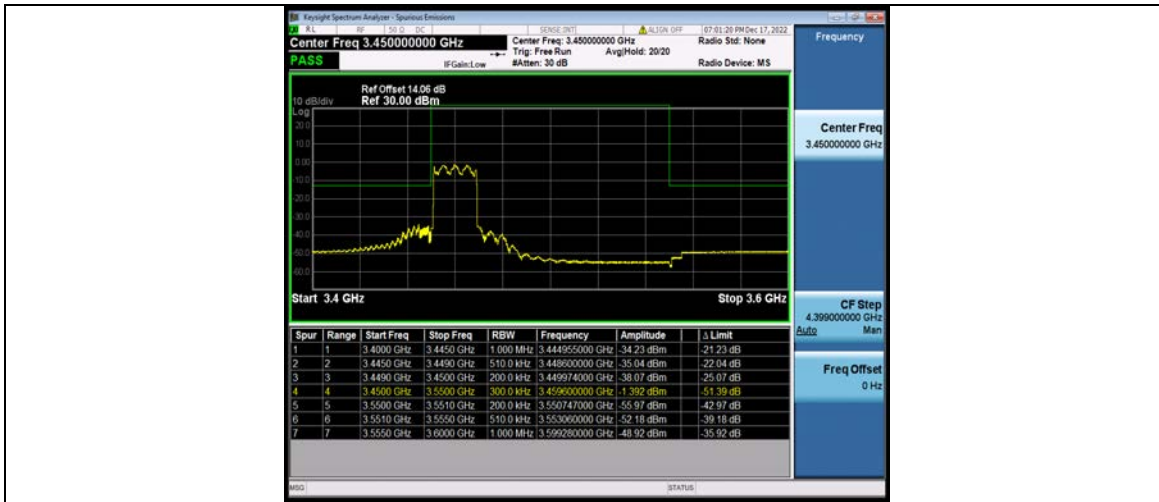 Keysight Spectrum Analyzer - Spurious Emissions
RL RF 50 Ω DC SENSE:INT ALIGN OFF 07:01:20 PM Dec 17, 2022
Center Freq 3.450000000 GHz Center Freq: 3.450000000 GHz Radio Std: None Frequency
Trig: Free Run Avg|Hold: 20/20
PASS IFGain:Low #Atten: 30 dB Radio Device: MS
Ref Offset 14.06 dB
10 dB/div Ref 30.00 dBm
Log
20.0
10.0
0.00
-10.0
-20.0
-30.0
-40.0
-50.0
-60.0
Start 3.4 GHz Stop 3.6 GHz
Spur Range Start Freq Stop Freq RBW Frequency Amplitude Δ Limit
1 1 3.4000 GHz 3.4450 GHz 1.000 MHz 3.444955000 GHz -34.23 dBm -21.23 dB
2 2 3.4450 GHz 3.4490 GHz 510.0 kHz 3.448600000 GHz -35.04 dBm -22.04 dB
3 3 3.4490 GHz 3.4500 GHz 200.0 kHz 3.449974000 GHz -38.07 dBm -25.07 dB
4 4 3.4500 GHz 3.5500 GHz 300.0 kHz 3.459600000 GHz -1.392 dBm -51.39 dB
5 5 3.5500 GHz 3.5510 GHz 200.0 kHz 3.550747000 GHz -55.97 dBm -42.97 dB
6 6 3.5510 GHz 3.5550 GHz 510.0 kHz 3.553060000 GHz -52.18 dBm -39.18 dB
7 7 3.5550 GHz 3.6000 GHz 1.000 MHz 3.599280000 GHz -48.92 dBm -35.92 dB
Center Freq
3.450000000 GHz
CF Step
4.399000000 GHz
Auto Man
Freq Offset
0 Hz
MSG STATUS